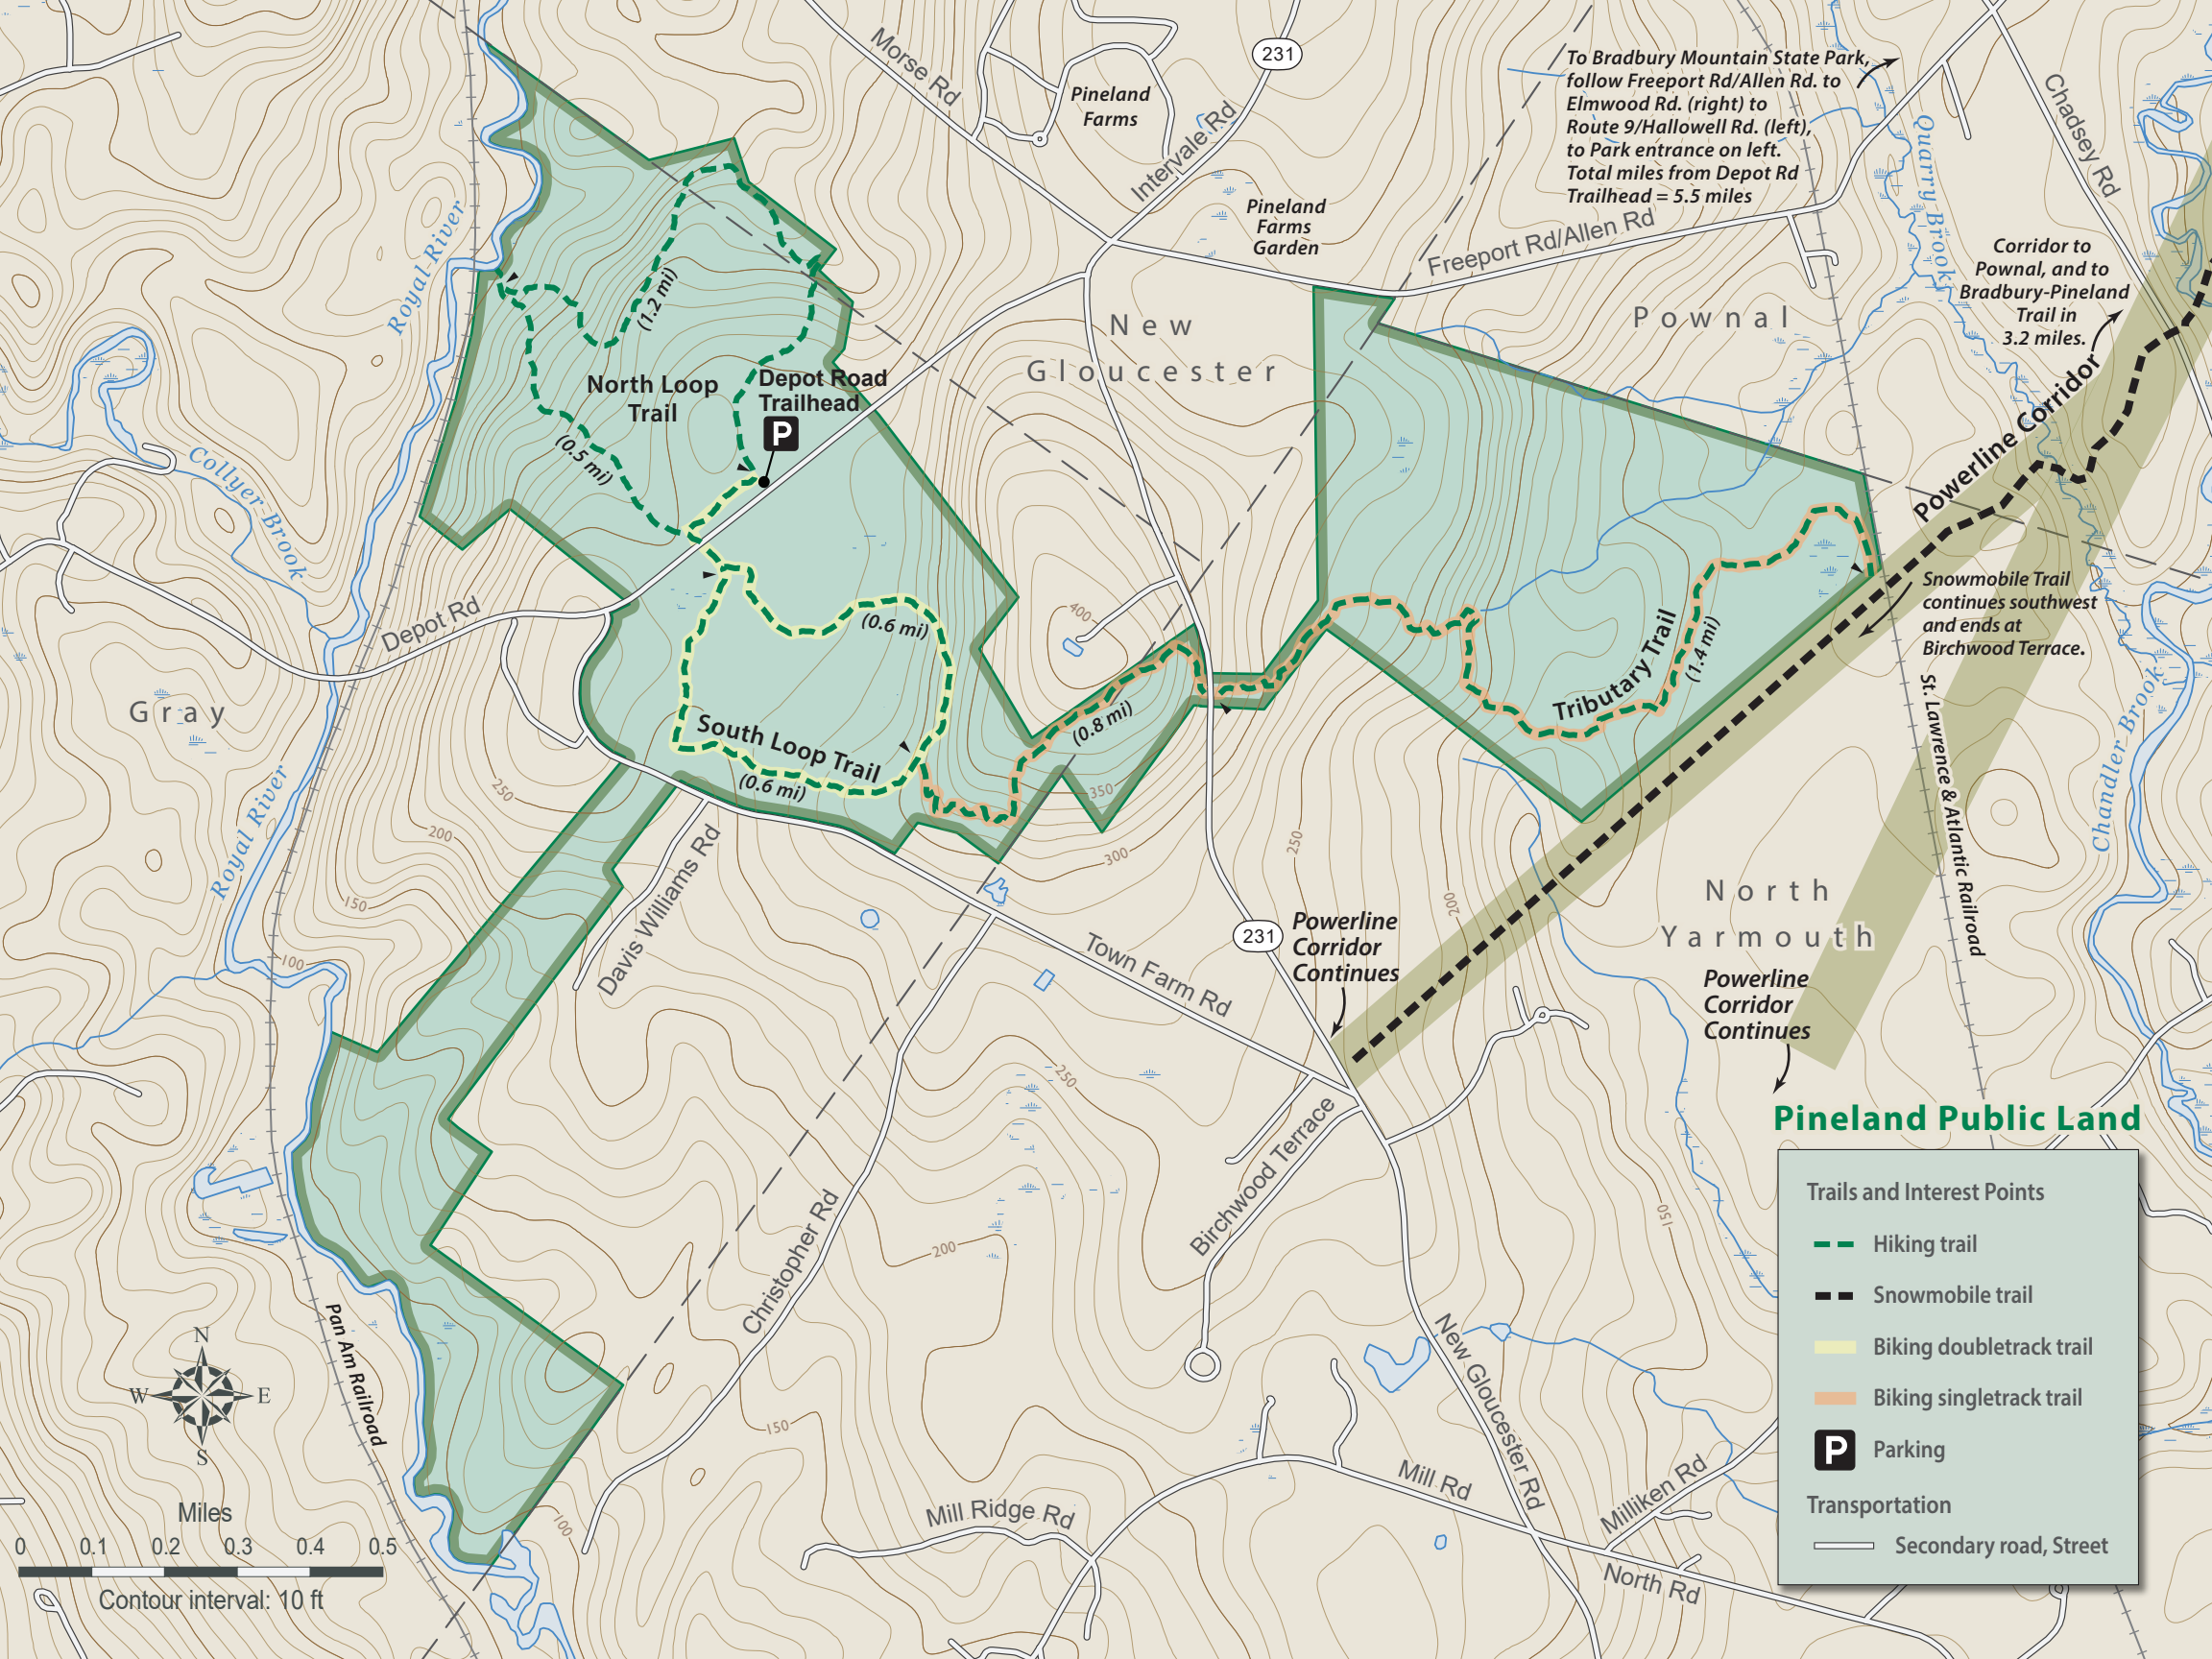 Morse Rd
231
Pineland
Farms
Intervale Rd
To Bradbury Mountain State Park,
follow Freeport Rd/Allen Rd. to
Elmwood Rd. (right) to
Route 9/Hallowell Rd. (left),
to Park entrance on left.
Total miles from Depot Rd
Trailhead = 5.5 miles
Chadsey Rd
Quarry Brook
Pineland
Farms
Garden
Freeport Rd/Allen Rd
Corridor to
Pownal, and to
Bradbury-Pineland
Trail in
3.2 miles.
Royal River
(1.2 mi)
New
Gloucester
Pownal
North Loop
Trail
Depot Road
Trailhead
P
(0.5 mi)
Collyer Brook
Powerline Corridor
Snowmobile Trail
continues southwest
and ends at
Birchwood Terrace.
Depot Rd
(0.6 mi)
400
Tributary Trail
(1.4 mi)
Gray
South Loop Trail
(0.6 mi)
(0.8 mi)
350
300
250
250
200
200
St. Lawrence & Atlantic Railroad
Chandler Brook
Royal River
Davis Williams Rd
150
100
North
Yarmouth
231
Powerline
Corridor
Continues
Town Farm Rd
Powerline
Corridor
Continues
250
Birchwood Terrace
Christopher Rd
200
150
150
100
Pan Am Railroad
New Gloucester Rd
Mill Rd
Mill Ridge Rd
Milliken Rd
North Rd
Pineland Public Land
Trails and Interest Points
Hiking trail
Snowmobile trail
Biking doubletrack trail
Biking singletrack trail
P Parking
Transportation
Secondary road, Street
N
W E
S
Miles
0 0.1 0.2 0.3 0.4 0.5
Contour interval: 10 ft